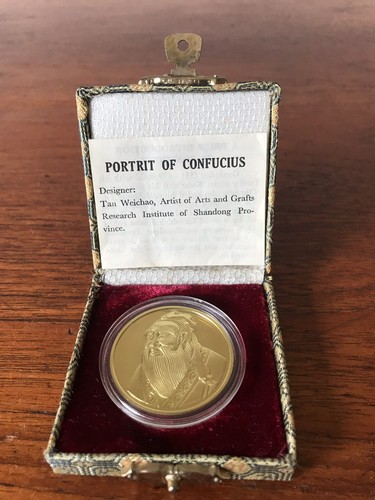 PORTRIT OF CONFUCIUS
Designer:
Tan Weichao, Artist of Arts and Grafts
Research Institute of Shandong Pro-
vince.